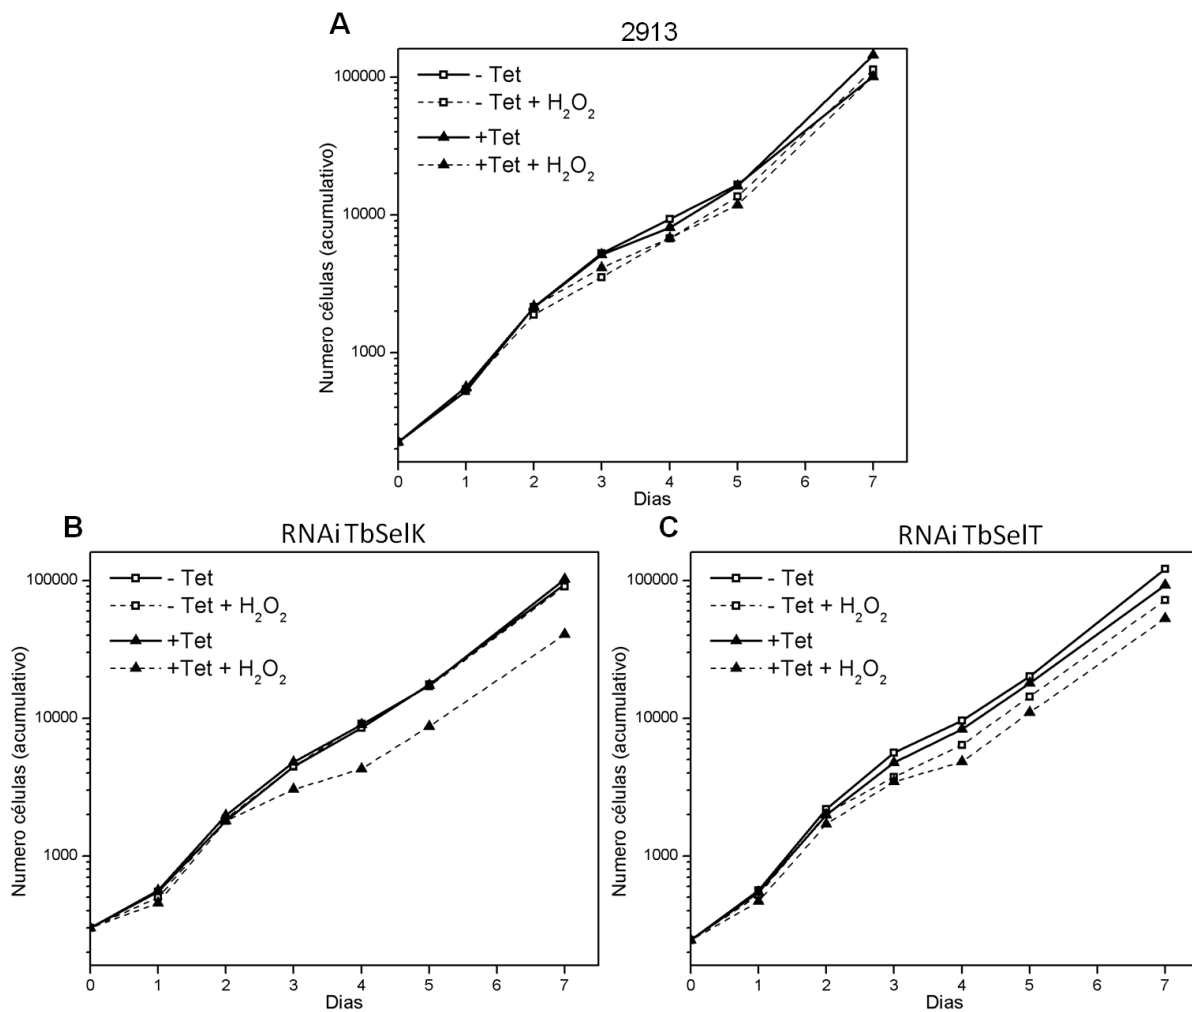 A
2913
- Tet
- Tet + H₂O₂
+Tet
+Tet + H₂O₂
100000
10000
1000
Numero células (acumulativo)
0 1 2 3 4 5 6 7
Dias
B
RNAi TbSelK
- Tet
- Tet + H₂O₂
+Tet
+Tet + H₂O₂
100000
10000
1000
Numero células (acumulativo)
0 1 2 3 4 5 6 7
Dias
C
RNAi TbSelT
- Tet
- Tet + H₂O₂
+Tet
+Tet + H₂O₂
100000
10000
1000
Numero células (acumulativo)
0 1 2 3 4 5 6 7
Dias